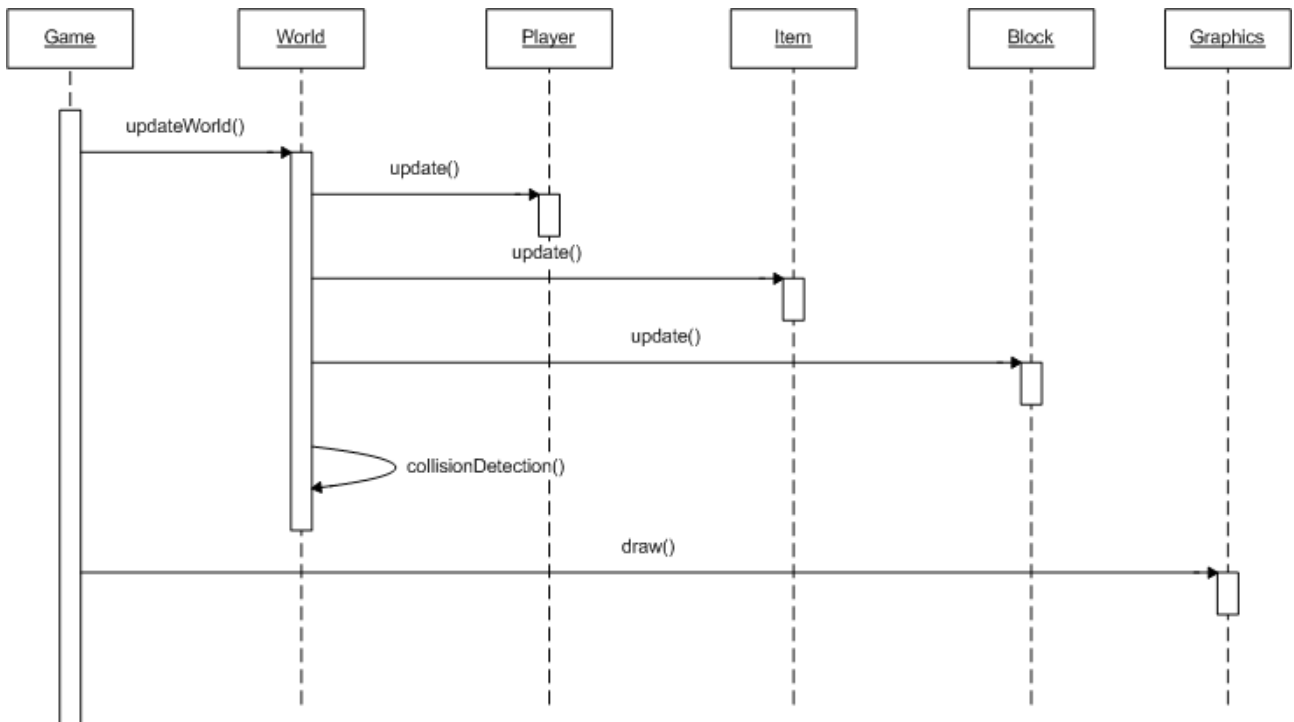 Game
World
Player
Item
Block
Graphics
updateWorld()
update()
update()
update()
collisionDetection()
draw()